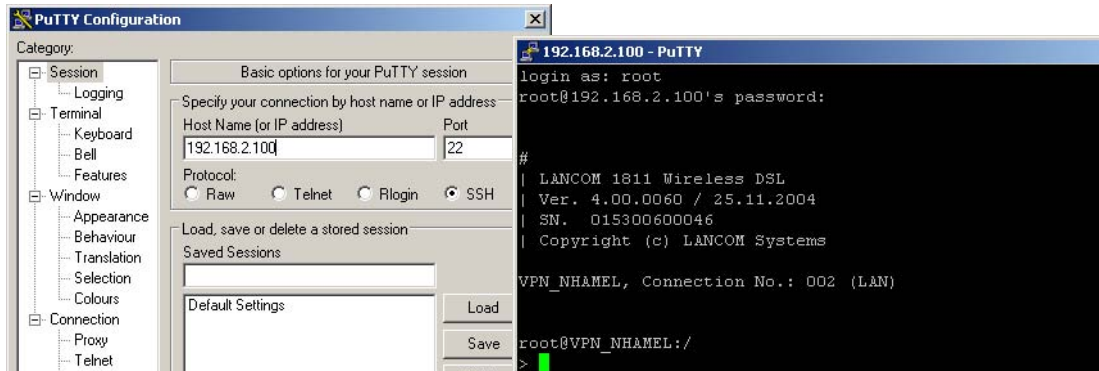 PuTTY Configuration
Category:
Session
Logging
Terminal
Keyboard
Bell
Features
Window
Appearance
Behaviour
Translation
Selection
Colours
Connection
Proxy
Telnet
Basic options for your PuTTY session
Specify your connection by host name or IP address
Host Name (or IP address) Port
192.168.2.100 22
Protocol:
Raw Telnet Rlogin SSH
Load, save or delete a stored session
Saved Sessions
Default Settings
Load
Save
192.168.2.100 - PuTTY
login as: root
root@192.168.2.100's password:
#
| LANCOM 1811 Wireless DSL
| Ver. 4.00.0060 / 25.11.2004
| SN. 015300600046
| Copyright (c) LANCOM Systems
VPN_NHAMEL, Connection No.: 002 (LAN)
root@VPN_NHAMEL:/
>